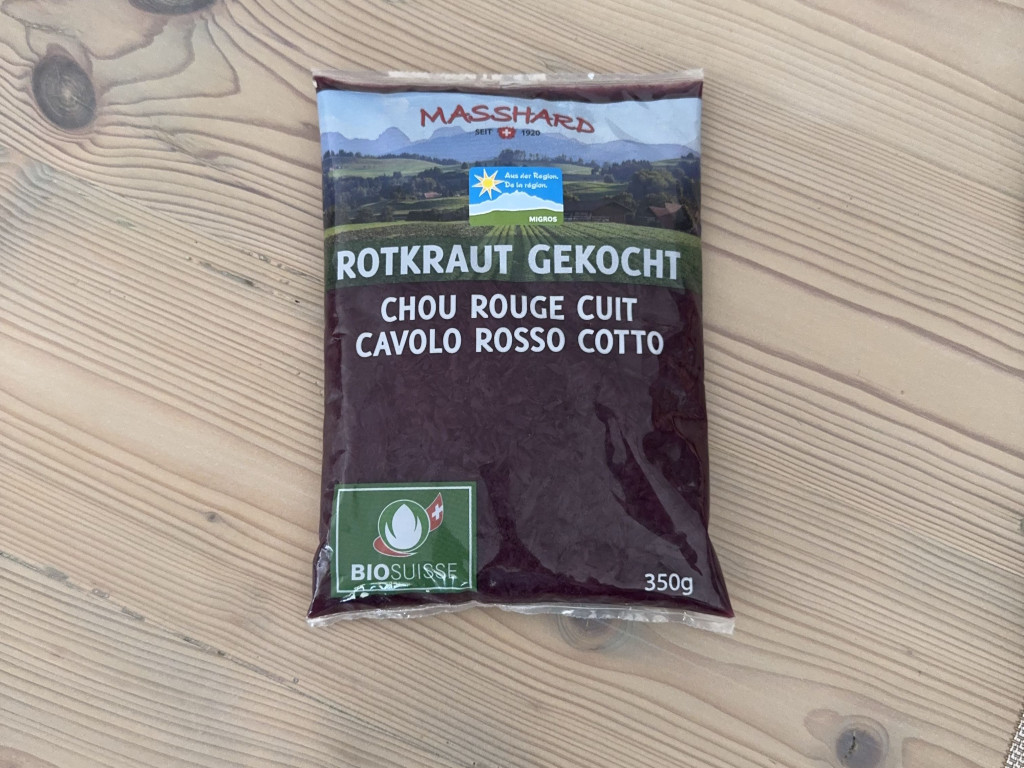 MASSHARD
SEIT 1920
Aus der Region.
De la région.
MIGROS
ROTKRAUT GEKOCHT
CHOU ROUGE CUIT
CAVOLO ROSSO COTTO
BIOSUISSE
350g